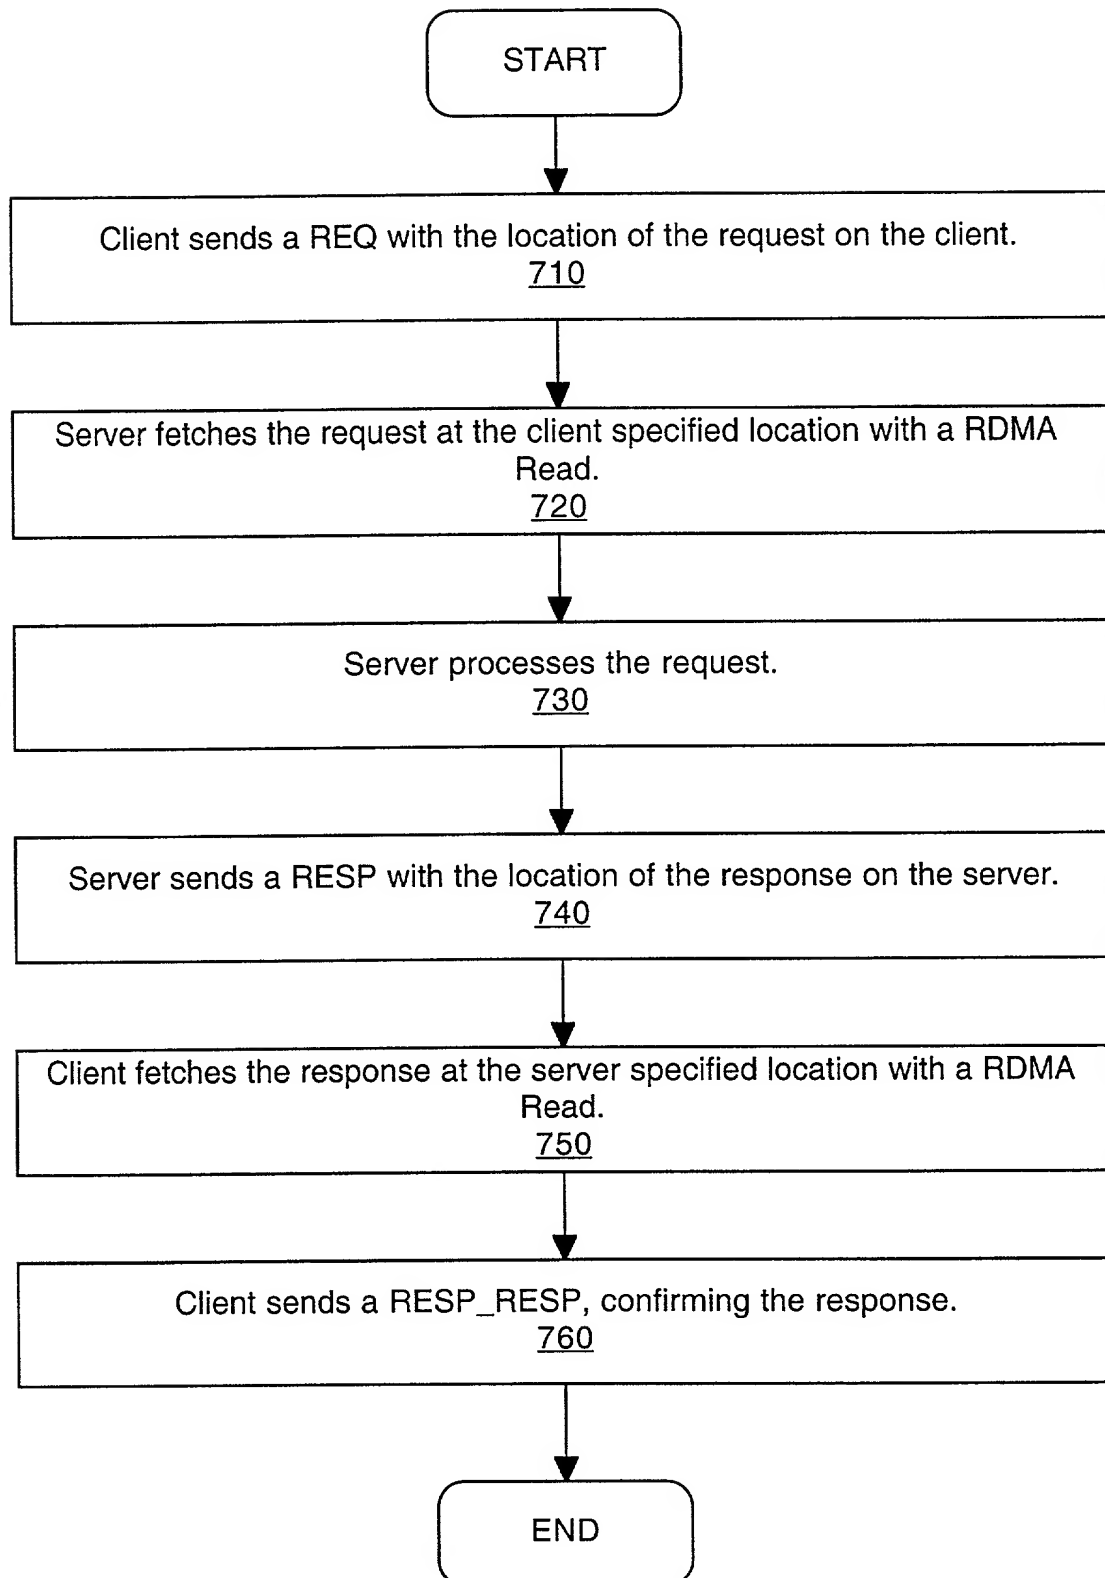 START
Client sends a REQ with the location of the request on the client.
710
Server fetches the request at the client specified location with a RDMA
Read.
720
Server processes the request.
730
Server sends a RESP with the location of the response on the server.
740
Client fetches the response at the server specified location with a RDMA
Read.
750
Client sends a RESP_RESP, confirming the response.
760
END